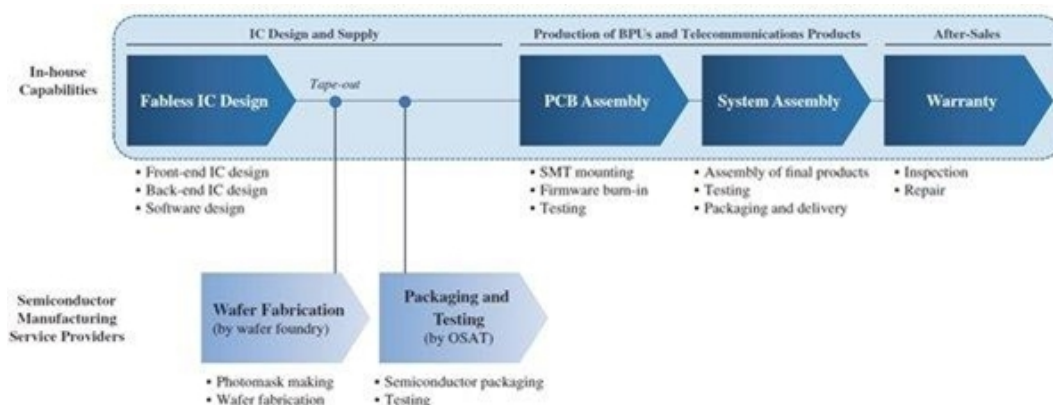 IC Design and Supply
Production of BPUs and Telecommunications Products
After-Sales
In-house
Capabilities
Fabless IC Design
Tape-out
PCB Assembly
System Assembly
Warranty
▪ Front-end IC design
▪ Back-end IC design
▪ Software design
▪ SMT mounting
▪ Firmware burn-in
▪ Testing
▪ Assembly of final products
▪ Testing
▪ Packaging and delivery
▪ Inspection
▪ Repair
Semiconductor
Manufacturing
Service Providers
Wafer Fabrication
(by wafer foundry)
Packaging and
Testing
(by OSAT)
▪ Photomask making
▪ Wafer fabrication
▪ Semiconductor packaging
▪ Testing